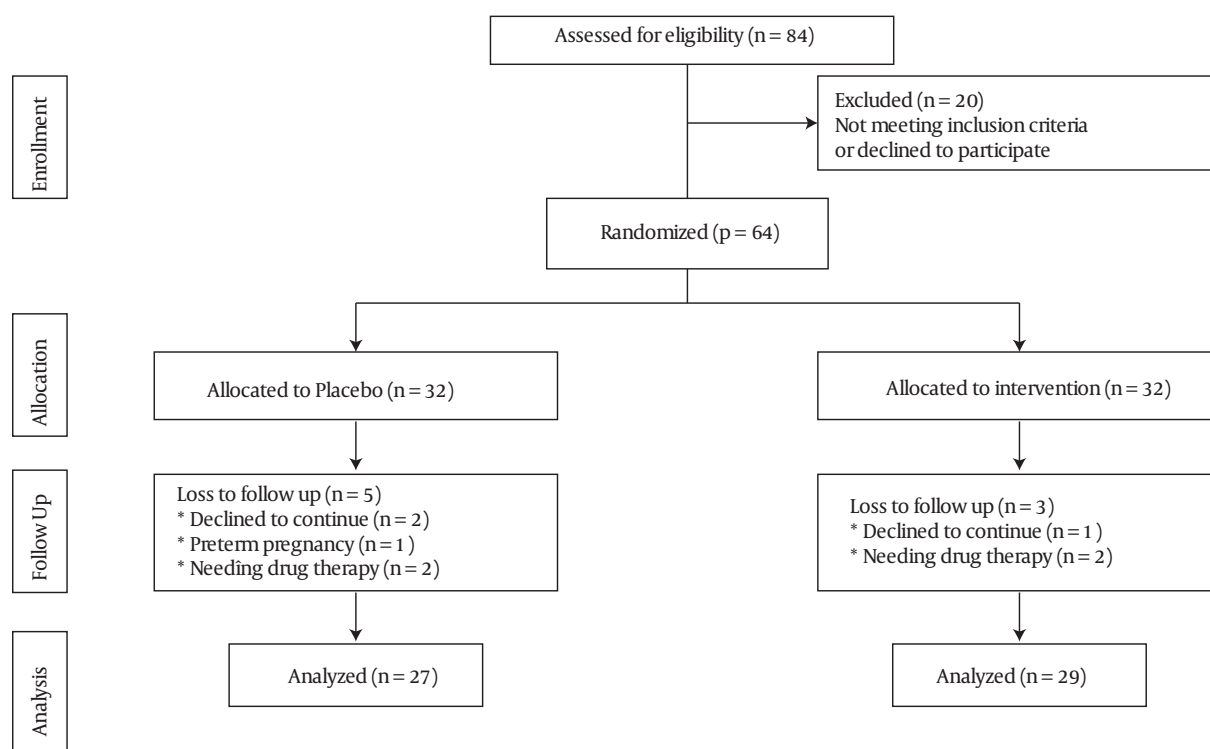 Assessed for eligibility (n = 84)
Enrollment
Excluded (n = 20)
Not meeting inclusion criteria
or declined to participate
Randomized (p = 64)
Allocation
Allocated to Placebo (n = 32)
Allocated to intervention (n = 32)
Follow Up
Loss to follow up (n = 5)
* Declined to continue (n = 2)
* Preterm pregnancy (n = 1)
* Needing drug therapy (n = 2)
Loss to follow up (n = 3)
* Declined to continue (n = 1)
* Needing drug therapy (n = 2)
Analysis
Analyzed (n = 27)
Analyzed (n = 29)